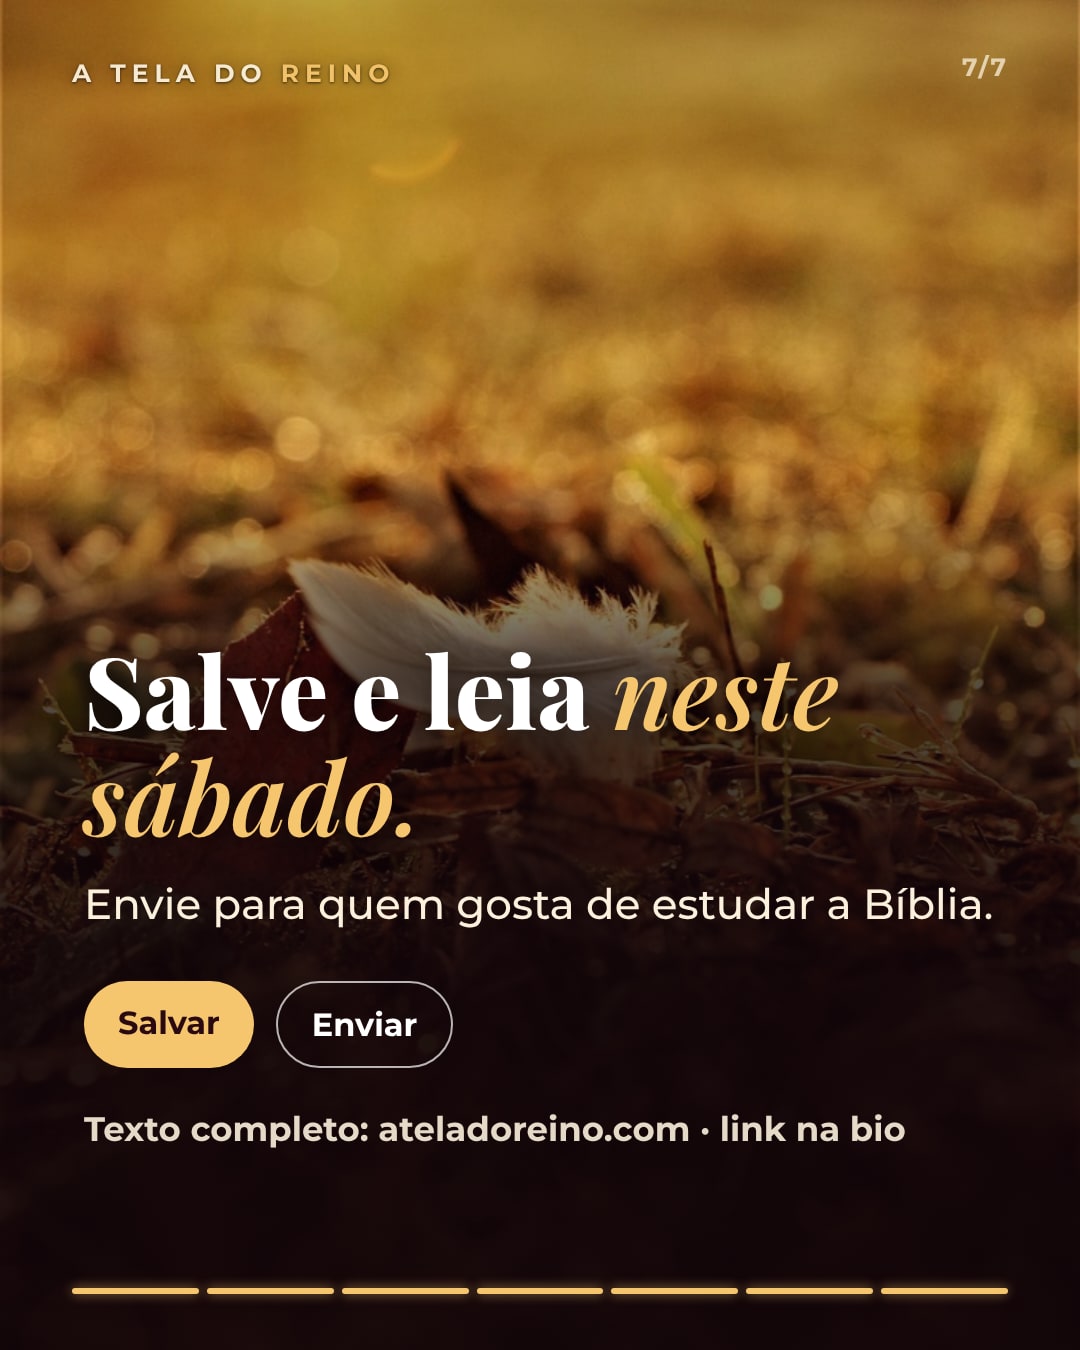 A TELA DO REINO
7/7
Salve e leia neste
sábado.
Envie para quem gosta de estudar a Bíblia.
Salvar
Enviar
Texto completo: ateladoreino.com · link na bio